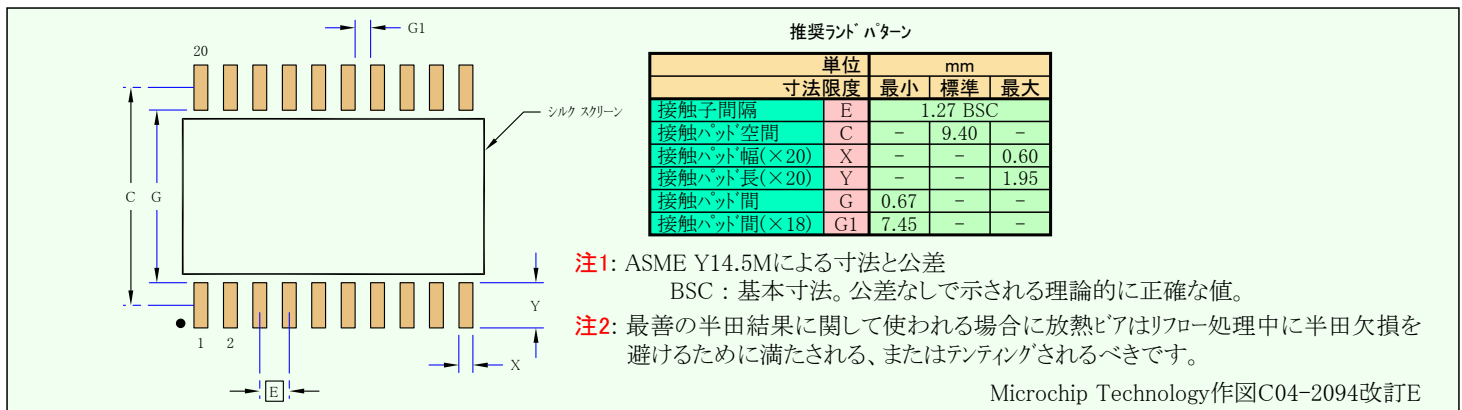 G1
20
シルク スクリーン
C
G
Y
1
2
X
E
推奨ランド パターン
単位 mm
寸法限度 最小 標準 最大
接触子間隔 E 1.27 BSC
接触パッド空間 C - 9.40 -
接触パッド幅(×20) X - - 0.60
接触パッド長(×20) Y - - 1.95
接触パッド間 G 0.67 - -
接触パッド間(×18) G1 7.45 - -
注1: ASME Y14.5Mによる寸法と公差
BSC : 基本寸法。公差なしで示される理論的に正確な値。
注2: 最善の半田結果に関して使われる場合に放熱ビアはリフロー処理中に半田欠損を
避けるために満たされる、またはテンティングされるべきです。
Microchip Technology作図C04-2094改訂E